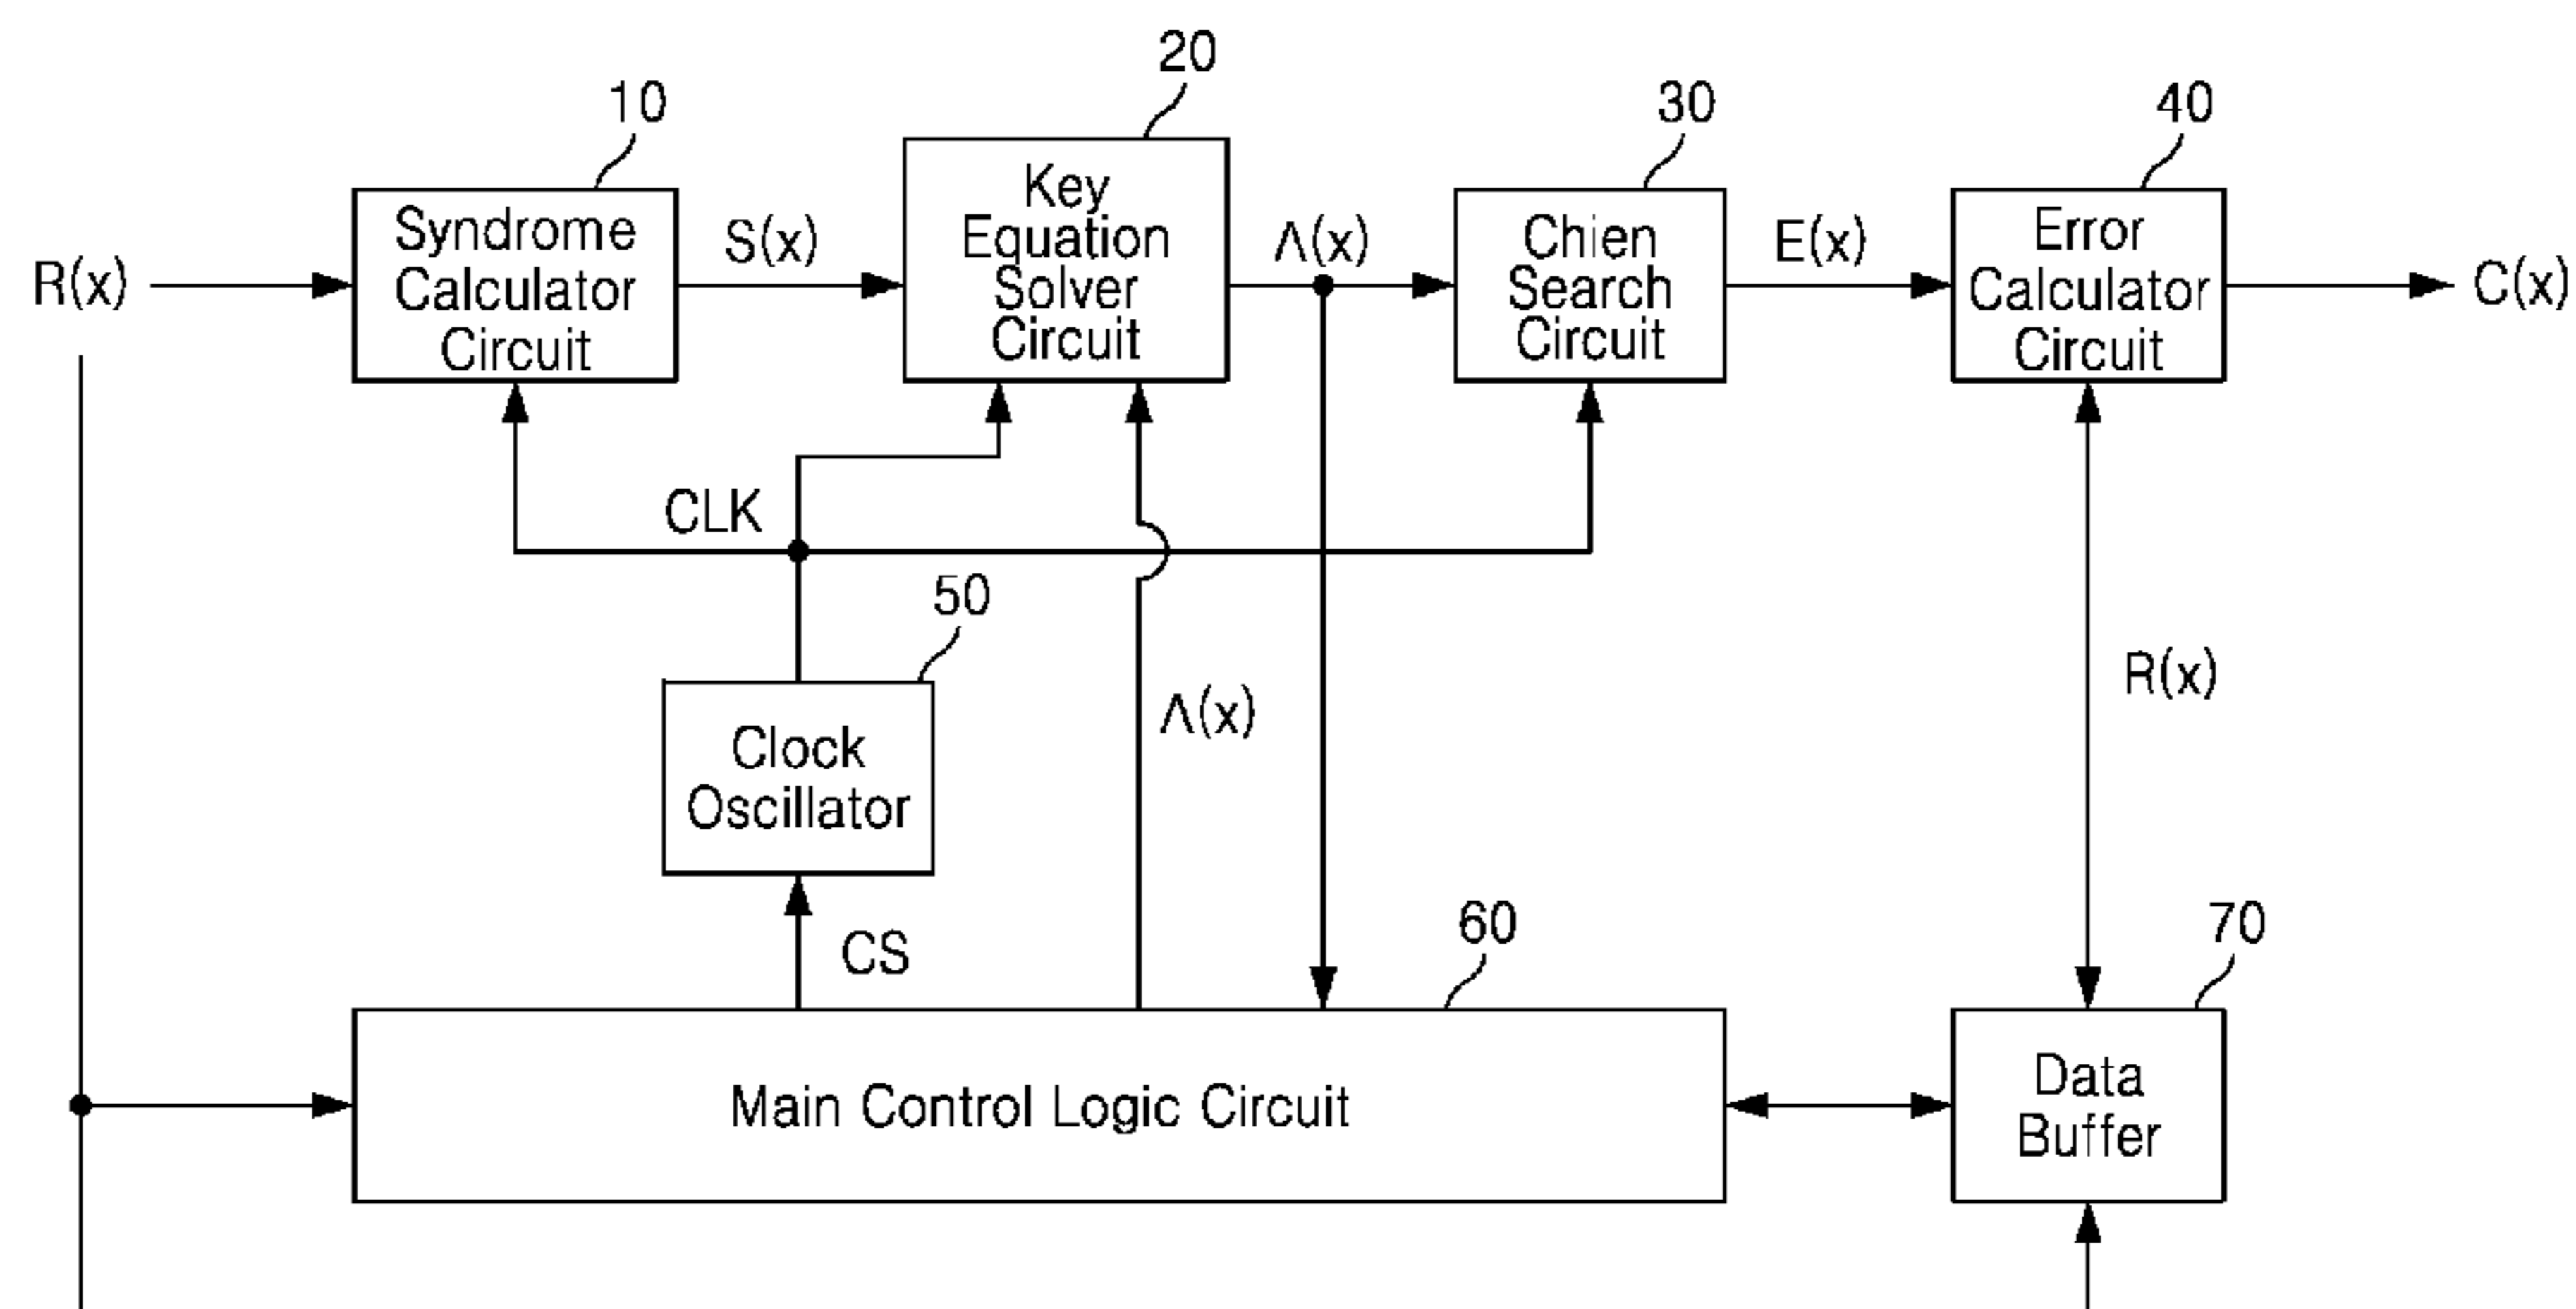 10
20
30
40
R(x)
Syndrome
Calculator
Circuit
S(x)
Key
Equation
Solver
Circuit
Λ(x)
Chien
Search
Circuit
E(x)
Error
Calculator
Circuit
C(x)
CLK
50
Clock
Oscillator
Λ(x)
R(x)
CS
60
70
Main Control Logic Circuit
Data
Buffer